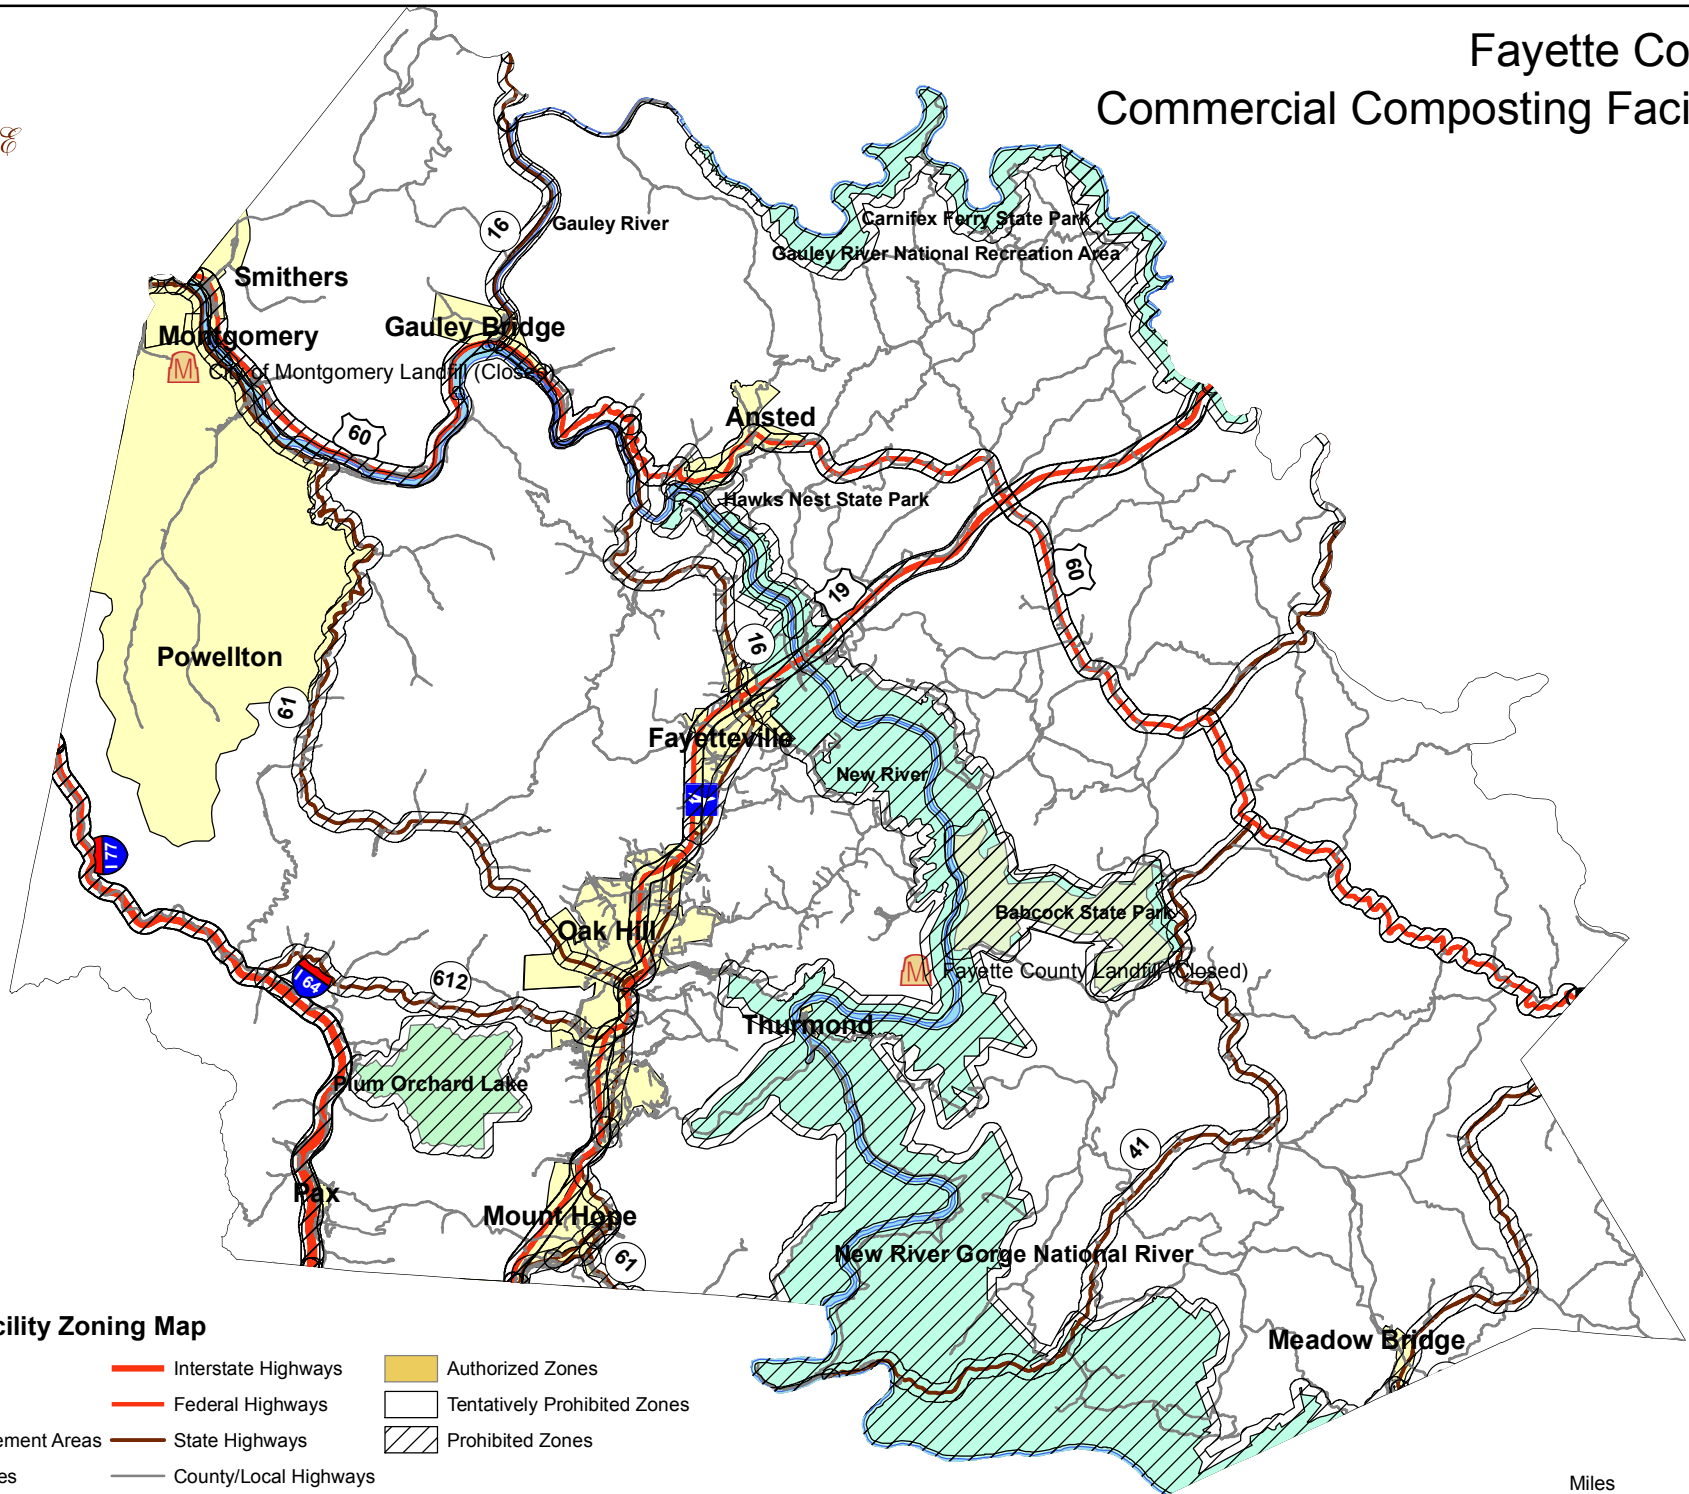 Fayette Co
Commercial Composting Faci
E
16
Gauley River
Carnifex Ferry State Park
Gauley River National Recreation Area
Smithers
Montgomery
Gauley Bridge
M City of Montgomery Landfill (Closed)
60
Ansted
Hawks Nest State Park
60
19
16
Powellton
61
Fayetteville
New River
I 77
Oak Hill
Babcock State Park
M Fayette County Landfill (Closed)
I 64
612
Thurmond
Plum Orchard Lake
41
Pax
Mount Hope
61
New River Gorge National River
Meadow Bridge
cility Zoning Map
Interstate Highways
Authorized Zones
Federal Highways
Tentatively Prohibited Zones
ement Areas
State Highways
Prohibited Zones
es
County/Local Highways
Miles